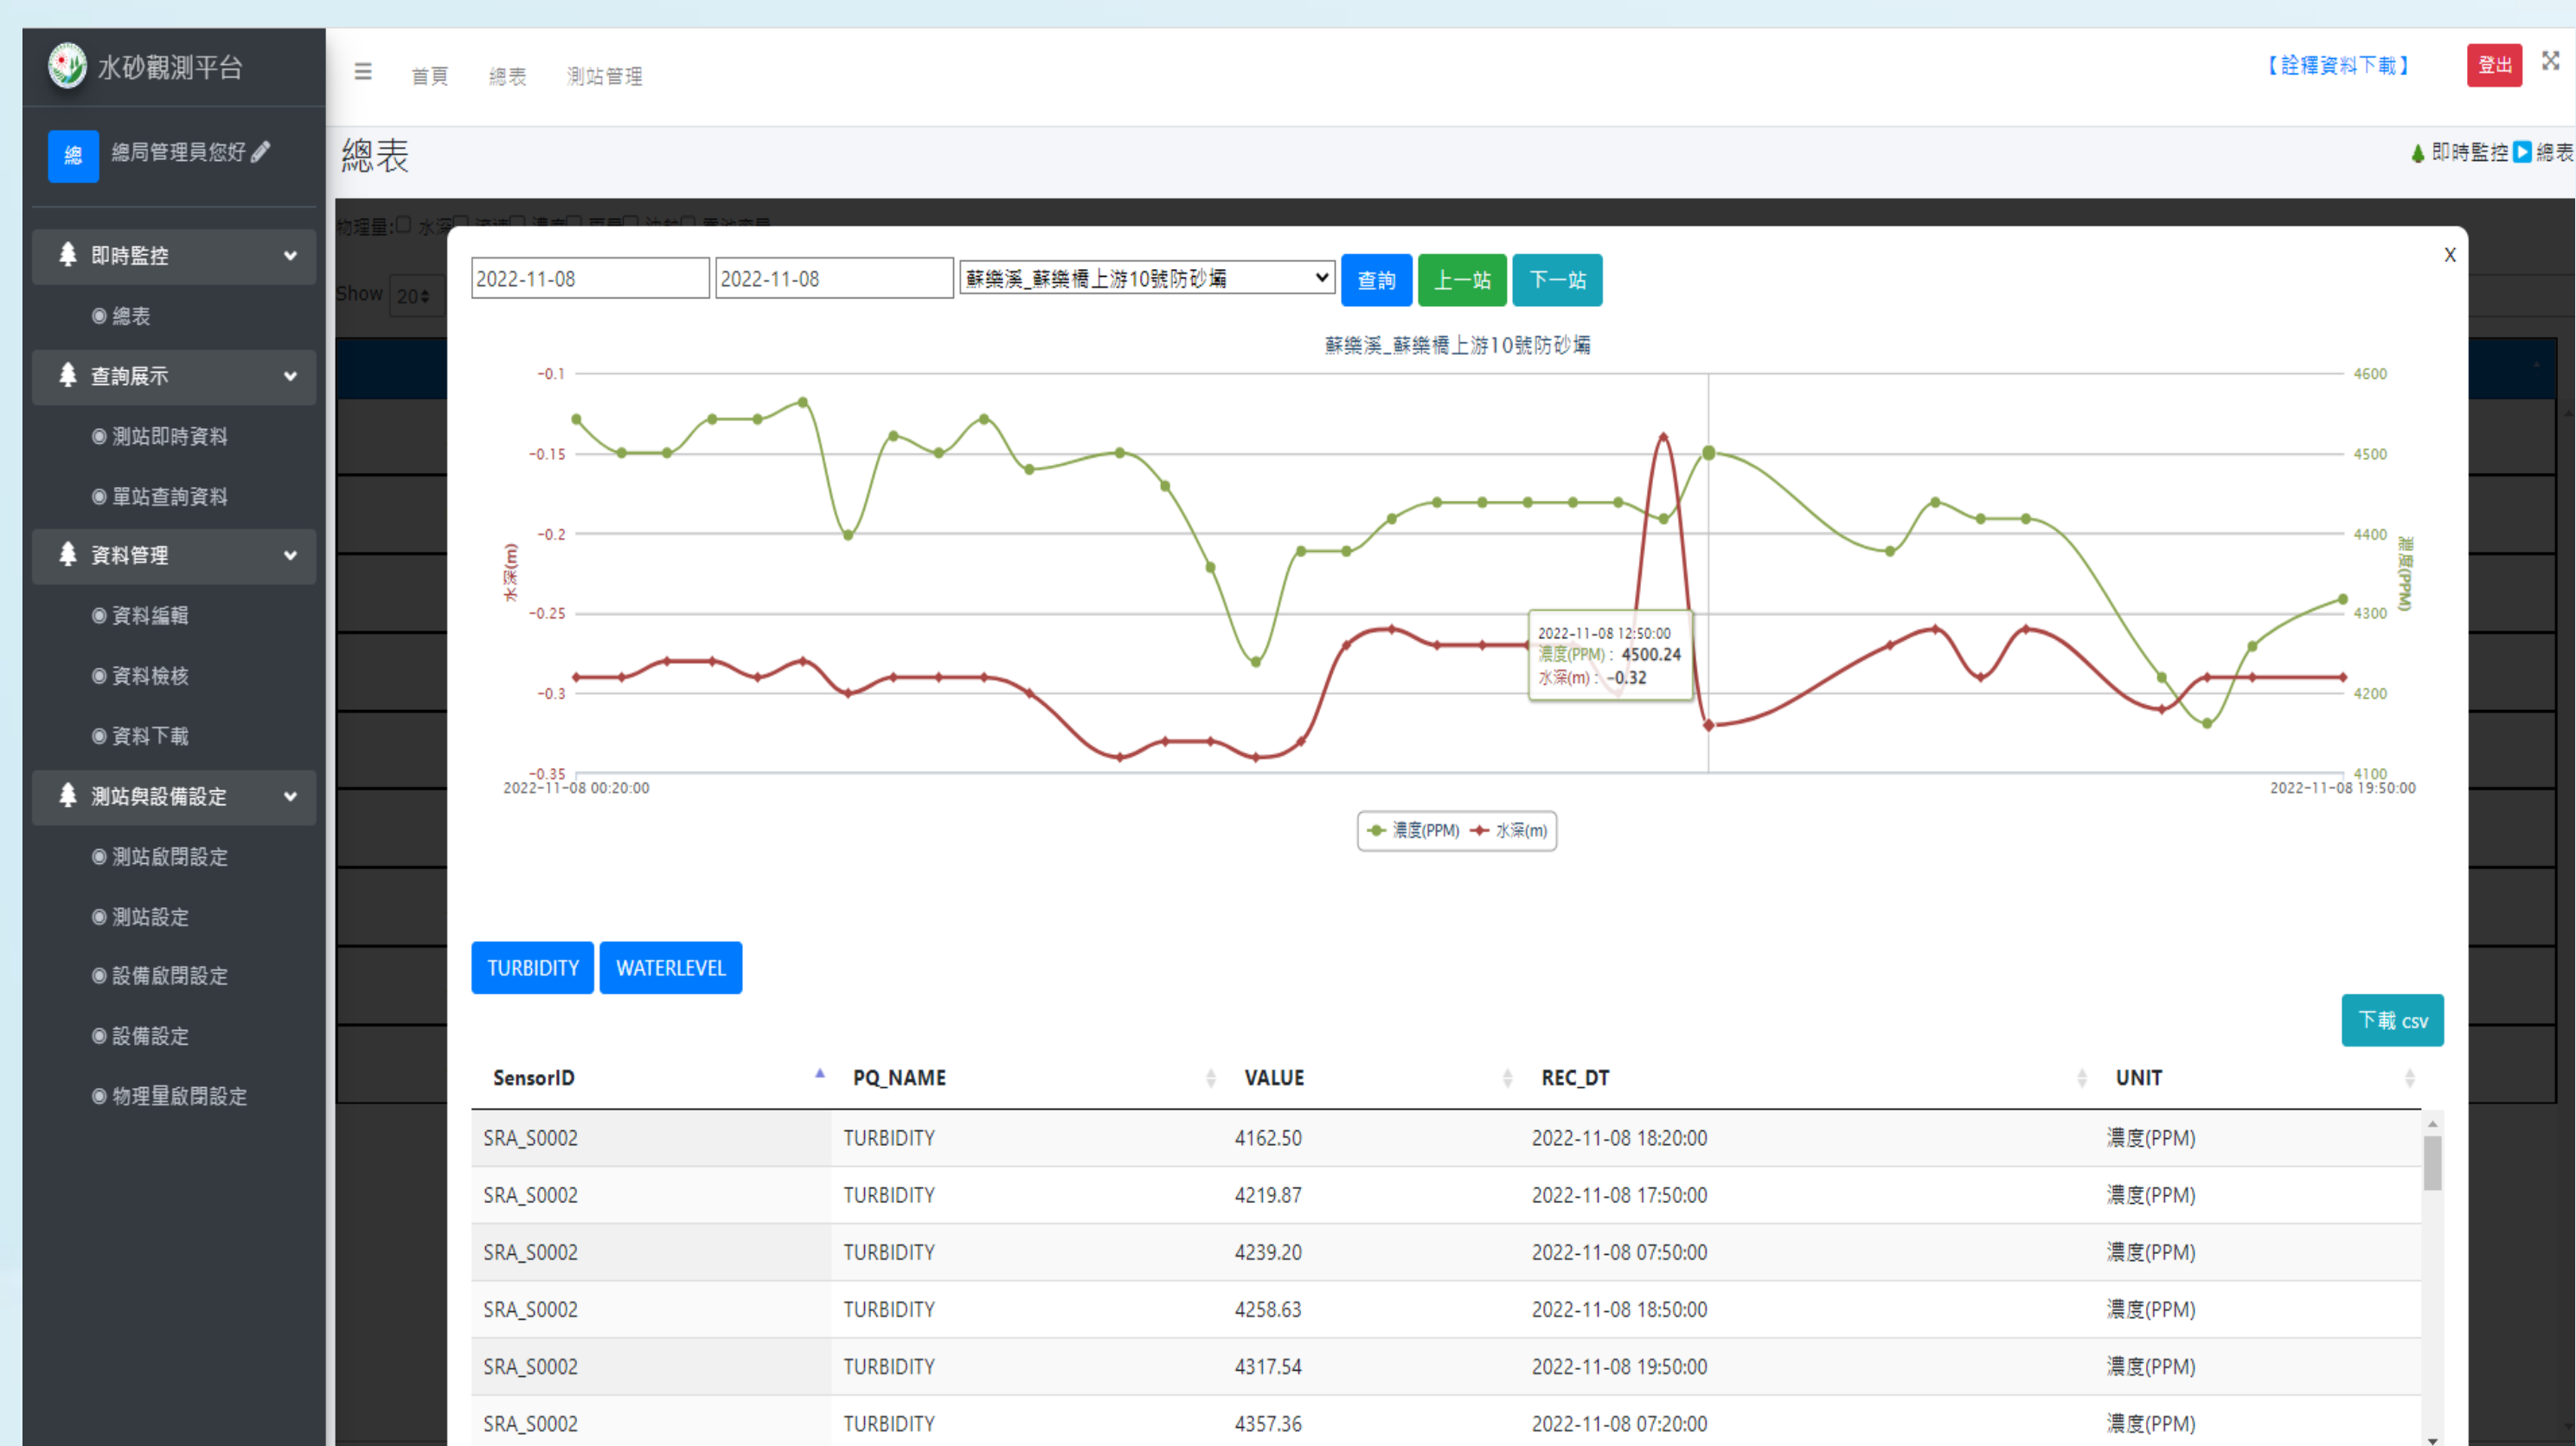 水砂觀測平台
首頁 總表 測站管理
【詮釋資料下載】 登出
總 總局管理員您好
總表
即時監控 總表
即時監控
總表
查詢展示
測站即時資料
單站查詢資料
資料管理
資料編輯
資料檢核
資料下載
測站與設備設定
測站啟閉設定
測站設定
設備啟閉設定
設備設定
物理量啟閉設定
物理量: 水深
Show 20
X
2022-11-08 2022-11-08 蘇樂溪_蘇樂橋上游10號防砂壩 查詢 上一站 下一站
蘇樂溪_蘇樂橋上游10號防砂壩
-0.1 4600
-0.15 4500
-0.2 4400
-0.25 4300
-0.3 4200
-0.35 4100
水深(m)
濃度(PPM)
2022-11-08 12:50:00
濃度(PPM) : 4500.24
水深(m) : -0.32
2022-11-08 00:20:00 2022-11-08 19:50:00
濃度(PPM) 水深(m)
TURBIDITY WATERLEVEL
下載 csv
SensorID PQ_NAME VALUE REC_DT UNIT
SRA_S0002 TURBIDITY 4162.50 2022-11-08 18:20:00 濃度(PPM)
SRA_S0002 TURBIDITY 4219.87 2022-11-08 17:50:00 濃度(PPM)
SRA_S0002 TURBIDITY 4239.20 2022-11-08 07:50:00 濃度(PPM)
SRA_S0002 TURBIDITY 4258.63 2022-11-08 18:50:00 濃度(PPM)
SRA_S0002 TURBIDITY 4317.54 2022-11-08 19:50:00 濃度(PPM)
SRA_S0002 TURBIDITY 4357.36 2022-11-08 07:20:00 濃度(PPM)